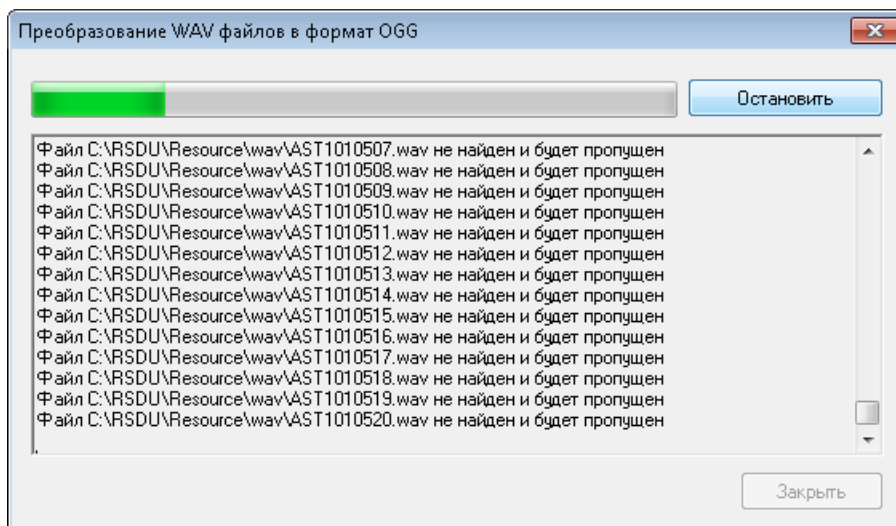 Преобразование WAV файлов в формат OGG
Остановить
Файл C:\RSDU\Resource\wav\AST1010507.wav не найден и будет пропущен
Файл C:\RSDU\Resource\wav\AST1010508.wav не найден и будет пропущен
Файл C:\RSDU\Resource\wav\AST1010509.wav не найден и будет пропущен
Файл C:\RSDU\Resource\wav\AST1010510.wav не найден и будет пропущен
Файл C:\RSDU\Resource\wav\AST1010511.wav не найден и будет пропущен
Файл C:\RSDU\Resource\wav\AST1010512.wav не найден и будет пропущен
Файл C:\RSDU\Resource\wav\AST1010513.wav не найден и будет пропущен
Файл C:\RSDU\Resource\wav\AST1010514.wav не найден и будет пропущен
Файл C:\RSDU\Resource\wav\AST1010515.wav не найден и будет пропущен
Файл C:\RSDU\Resource\wav\AST1010516.wav не найден и будет пропущен
Файл C:\RSDU\Resource\wav\AST1010517.wav не найден и будет пропущен
Файл C:\RSDU\Resource\wav\AST1010518.wav не найден и будет пропущен
Файл C:\RSDU\Resource\wav\AST1010519.wav не найден и будет пропущен
Файл C:\RSDU\Resource\wav\AST1010520.wav не найден и будет пропущен
.
Закрыть